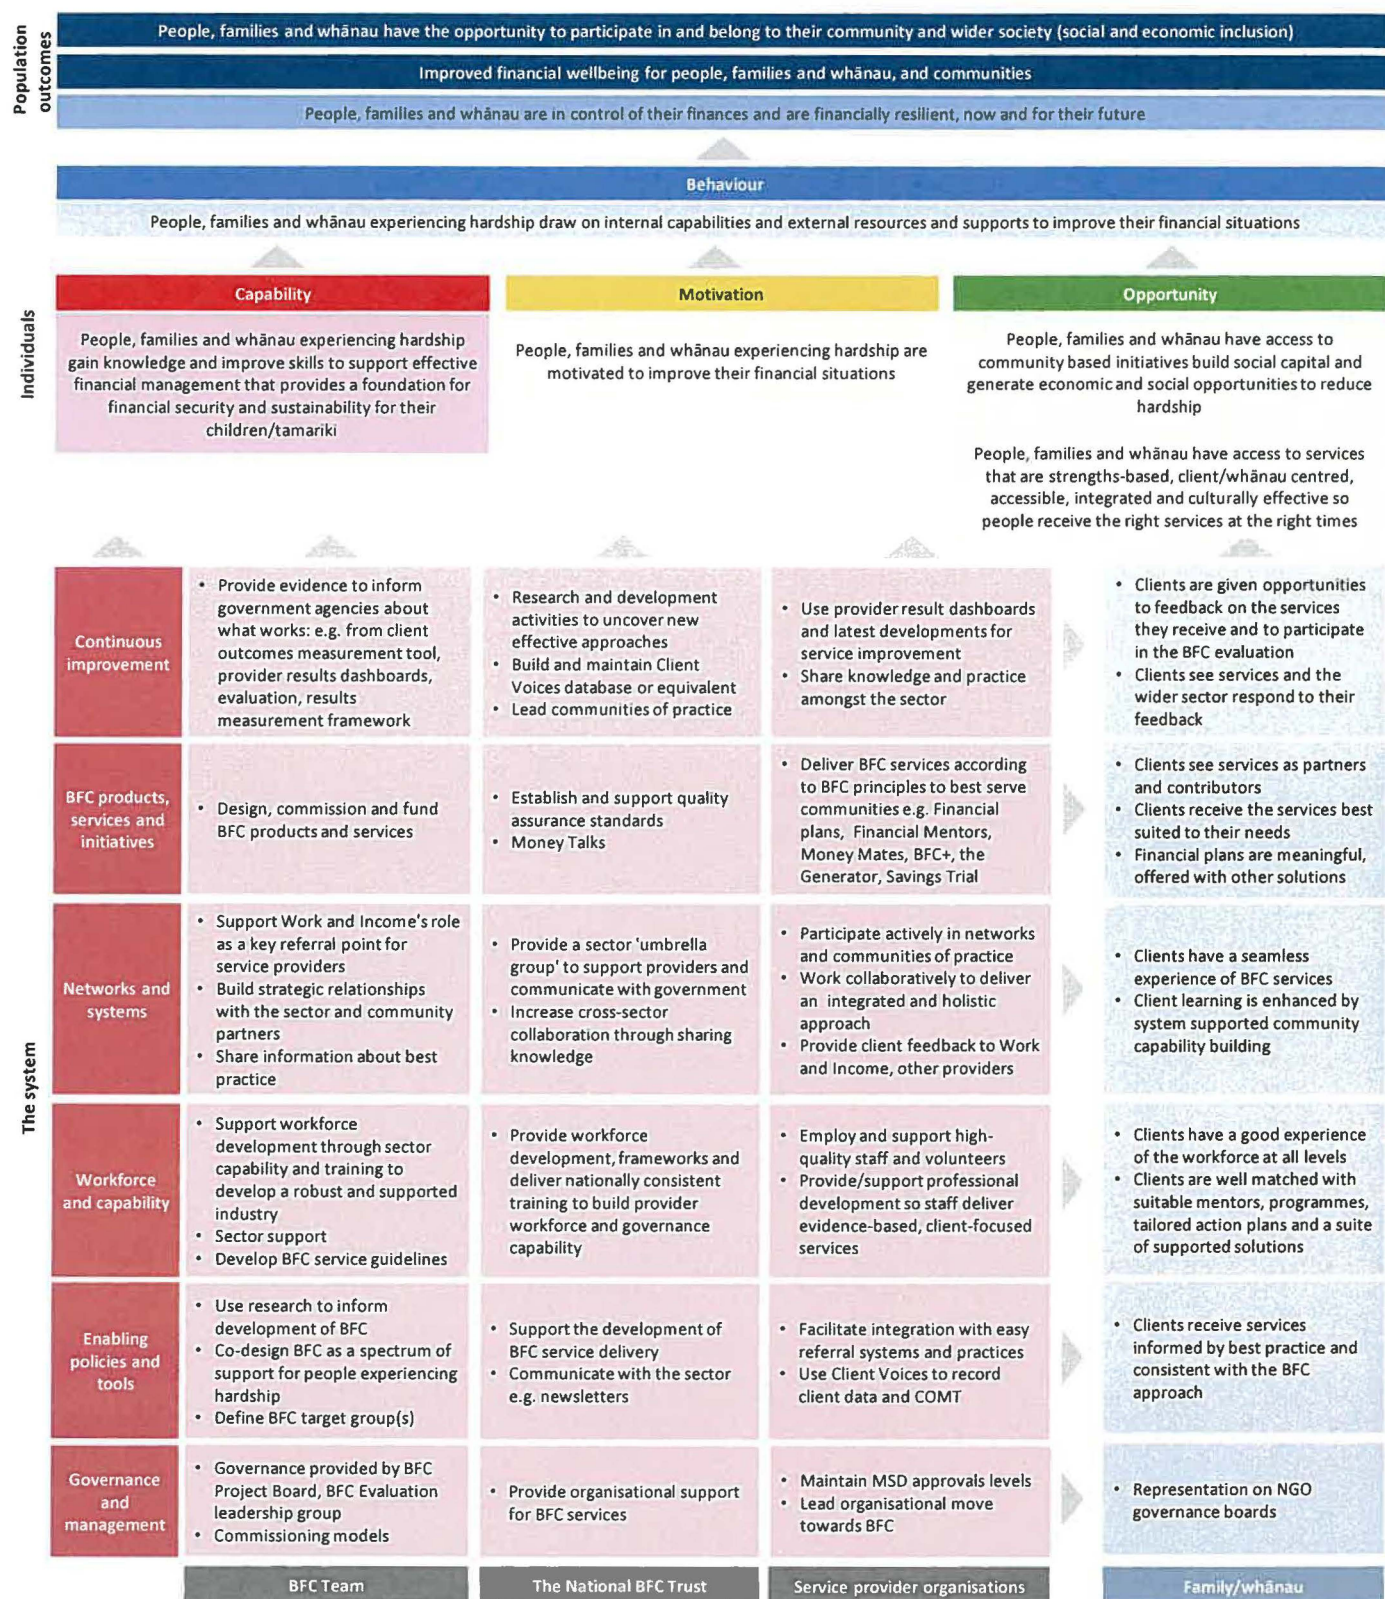 Population
outcomes
People, families and whānau have the opportunity to participate in and belong to their community and wider society (social and economic inclusion)
Improved financial wellbeing for people, families and whānau, and communities
People, families and whānau are in control of their finances and are financially resilient, now and for their future
Individuals
Behaviour
People, families and whānau experiencing hardship draw on internal capabilities and external resources and supports to improve their financial situations
Capability
People, families and whānau experiencing hardship
gain knowledge and improve skills to support effective
financial management that provides a foundation for
financial security and sustainability for their
children/tamariki
Motivation
People, families and whānau experiencing hardship are
motivated to improve their financial situations
Opportunity
People, families and whānau have access to
community based initiatives build social capital and
generate economic and social opportunities to reduce
hardship
People, families and whānau have access to services
that are strengths-based, client/whānau centred,
accessible, integrated and culturally effective so
people receive the right services at the right times
The system
Continuous
improvement
• Provide evidence to inform
government agencies about
what works: e.g. from client
outcomes measurement tool,
provider results dashboards,
evaluation, results
measurement framework
• Research and development
activities to uncover new
effective approaches
• Build and maintain Client
Voices database or equivalent
• Lead communities of practice
• Use provider result dashboards
and latest developments for
service improvement
• Share knowledge and practice
amongst the sector
• Clients are given opportunities
to feedback on the services
they receive and to participate
in the BFC evaluation
• Clients see services and the
wider sector respond to their
feedback
BFC products,
services and
initiatives
• Design, commission and fund
BFC products and services
• Establish and support quality
assurance standards
• Money Talks
• Deliver BFC services according
to BFC principles to best serve
communities e.g. Financial
plans, Financial Mentors,
Money Mates, BFC+, the
Generator, Savings Trial
• Clients see services as partners
and contributors
• Clients receive the services best
suited to their needs
• Financial plans are meaningful,
offered with other solutions
Networks and
systems
• Support Work and Income's role
as a key referral point for
service providers
• Build strategic relationships
with the sector and community
partners
• Share information about best
practice
• Provide a sector 'umbrella
group' to support providers and
communicate with government
• Increase cross-sector
collaboration through sharing
knowledge
• Participate actively in networks
and communities of practice
• Work collaboratively to deliver
an integrated and holistic
approach
• Provide client feedback to Work
and Income, other providers
• Clients have a seamless
experience of BFC services
• Client learning is enhanced by
system supported community
capability building
Workforce
and capability
• Support workforce
development through sector
capability and training to
develop a robust and supported
industry
• Sector support
• Develop BFC service guidelines
• Provide workforce
development, frameworks and
deliver nationally consistent
training to build provider
workforce and governance
capability
• Employ and support high-
quality staff and volunteers
• Provide/support professional
development so staff deliver
evidence-based, client-focused
services
• Clients have a good experience
of the workforce at all levels
• Clients are well matched with
suitable mentors, programmes,
tailored action plans and a suite
of supported solutions
Enabling
policies and
tools
• Use research to inform
development of BFC
• Co-design BFC as a spectrum of
support for people experiencing
hardship
• Define BFC target group(s)
• Support the development of
BFC service delivery
• Communicate with the sector
e.g. newsletters
• Facilitate integration with easy
referral systems and practices
• Use Client Voices to record
client data and COMT
• Clients receive services
informed by best practice and
consistent with the BFC
approach
Governance
and
management
• Governance provided by BFC
Project Board, BFC Evaluation
leadership group
• Commissioning models
• Provide organisational support
for BFC services
• Maintain MSD approvals levels
• Lead organisational move
towards BFC
• Representation on NGO
governance boards
BFC Team
The National BFC Trust
Service provider organisations
Family/whānau